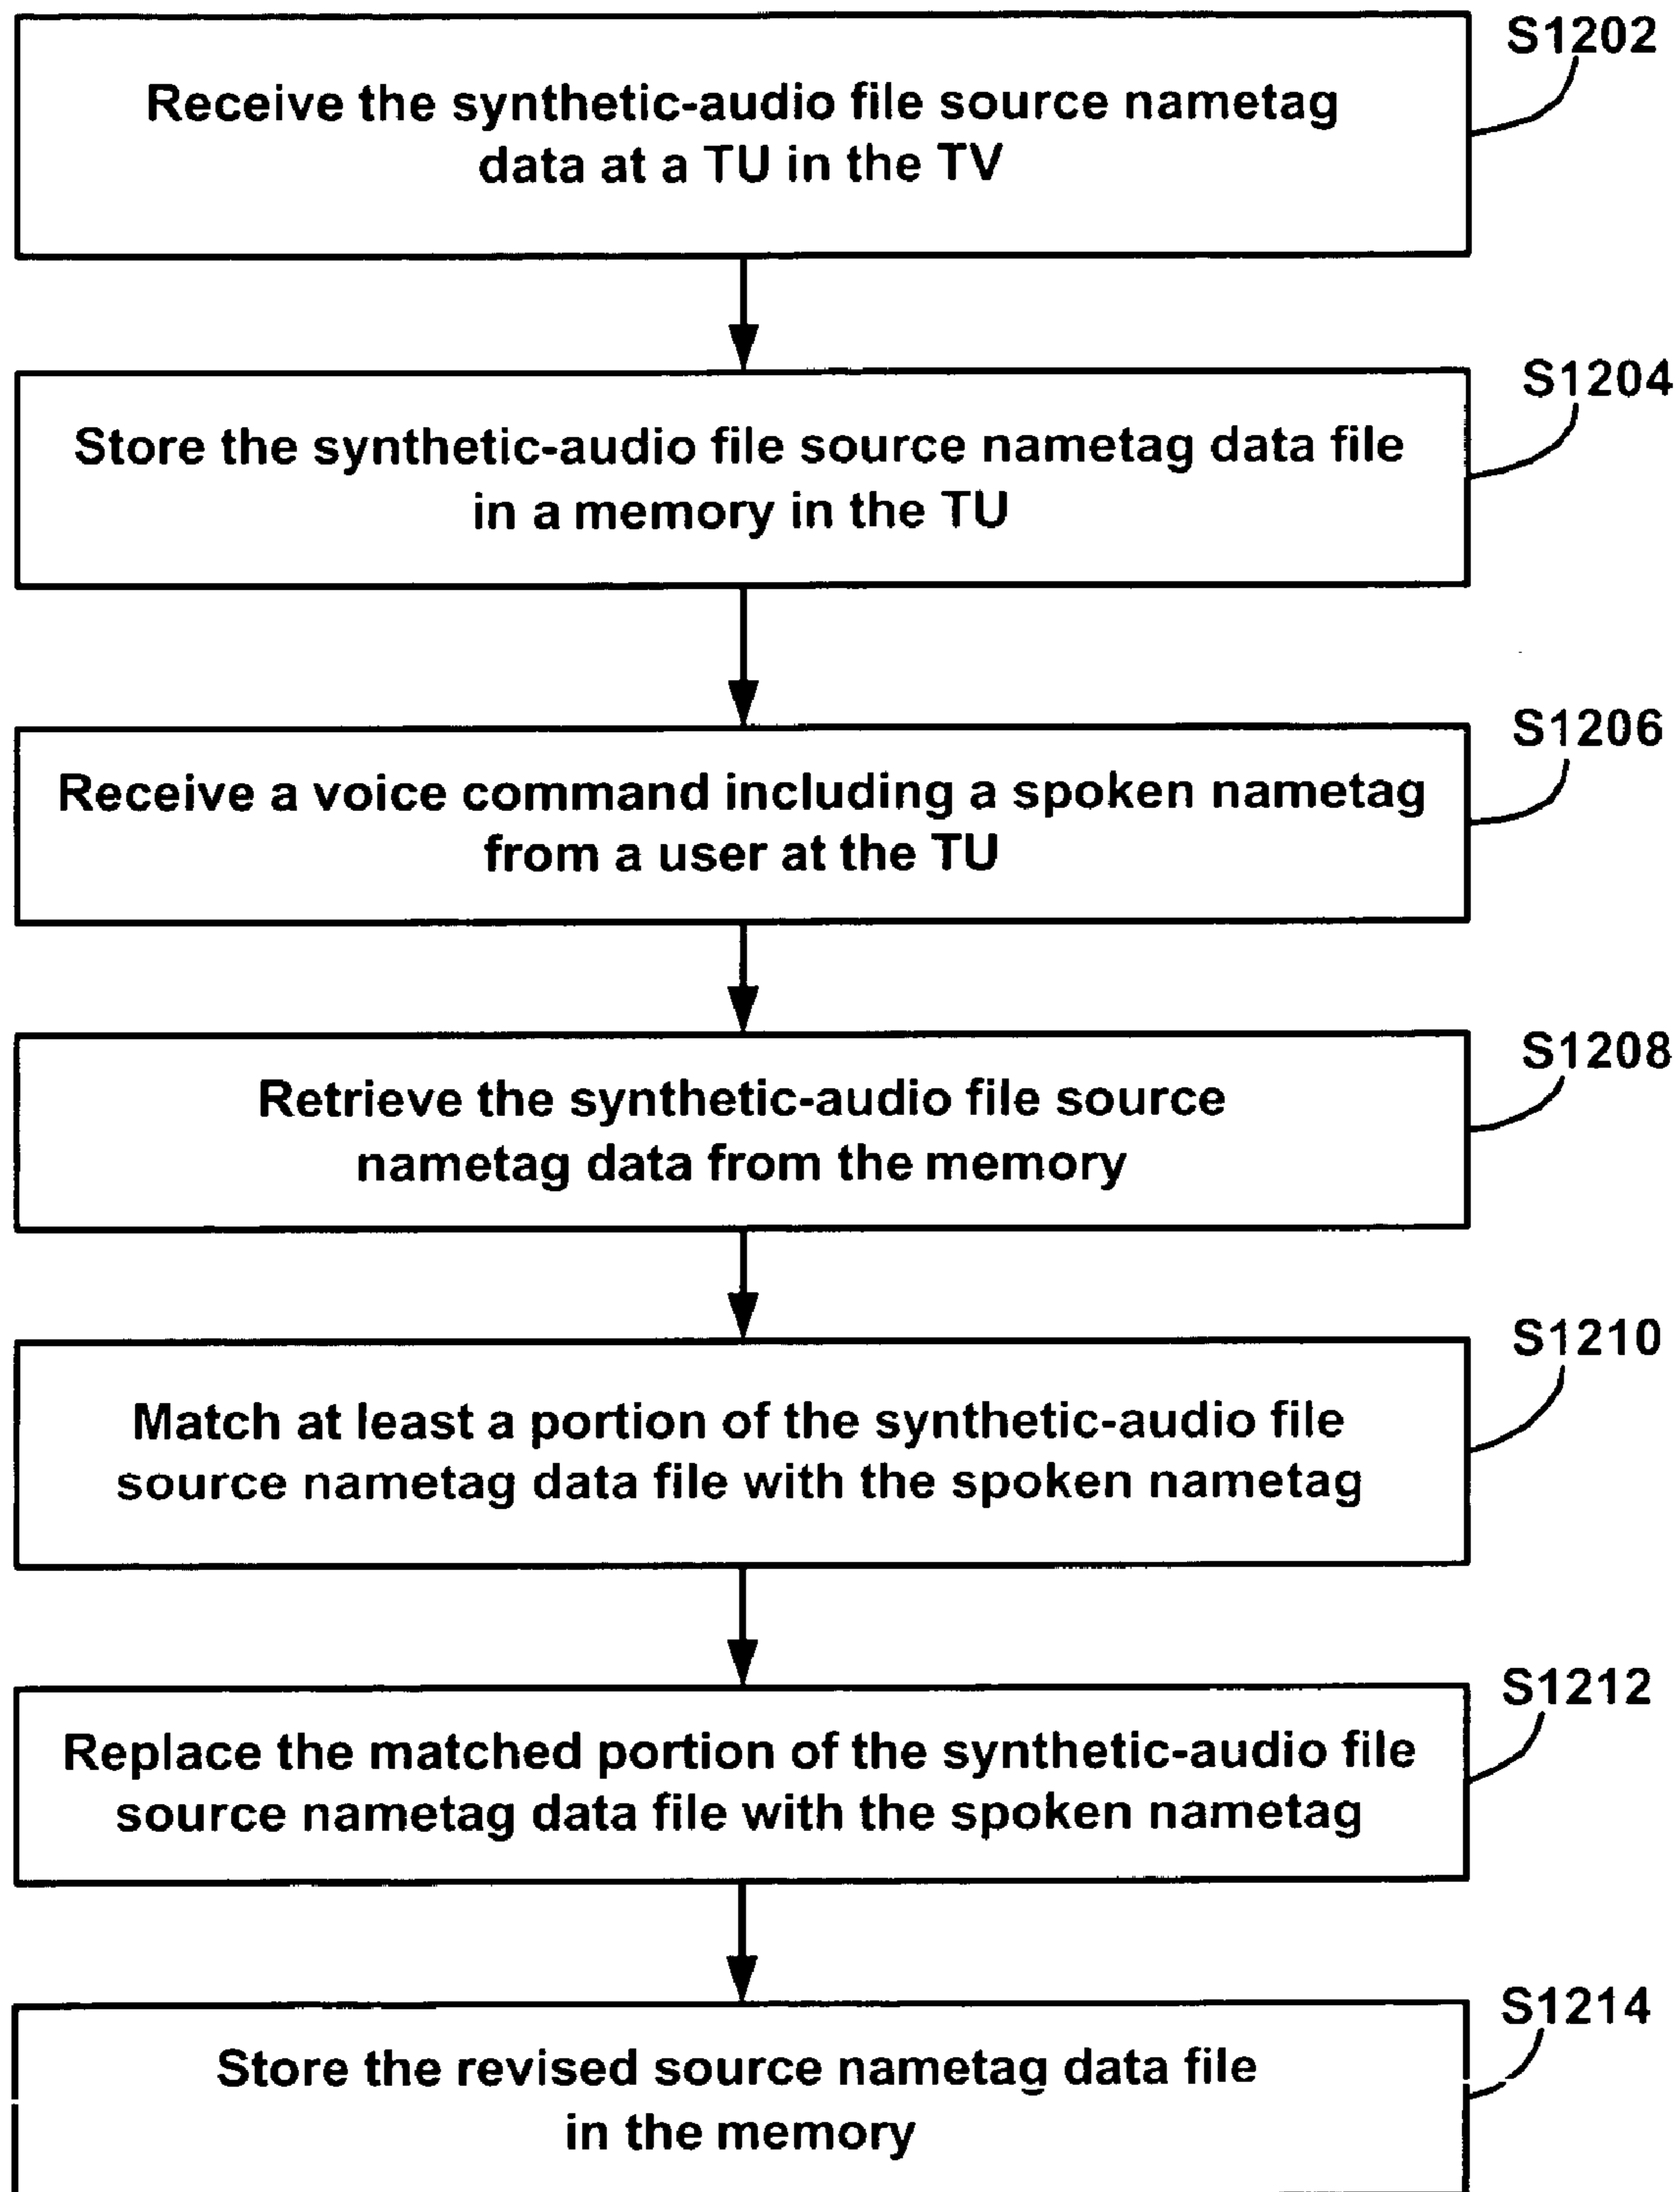 S1202
Receive the synthetic-audio file source nametag
data at a TU in the TV
S1204
Store the synthetic-audio file source nametag data file
in a memory in the TU
S1206
Receive a voice command including a spoken nametag
from a user at the TU
S1208
Retrieve the synthetic-audio file source
nametag data from the memory
S1210
Match at least a portion of the synthetic-audio file
source nametag data file with the spoken nametag
S1212
Replace the matched portion of the synthetic-audio file
source nametag data file with the spoken nametag
S1214
Store the revised source nametag data file
in the memory